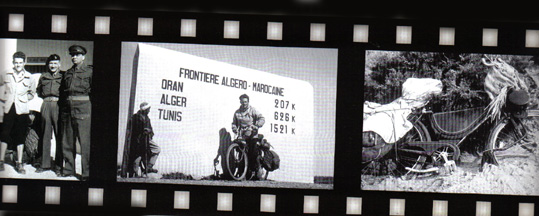 FRONTIERE ALGERO-MAROCAINE
ORAN 207 K
ALGER 626 K
TUNIS 1521 K